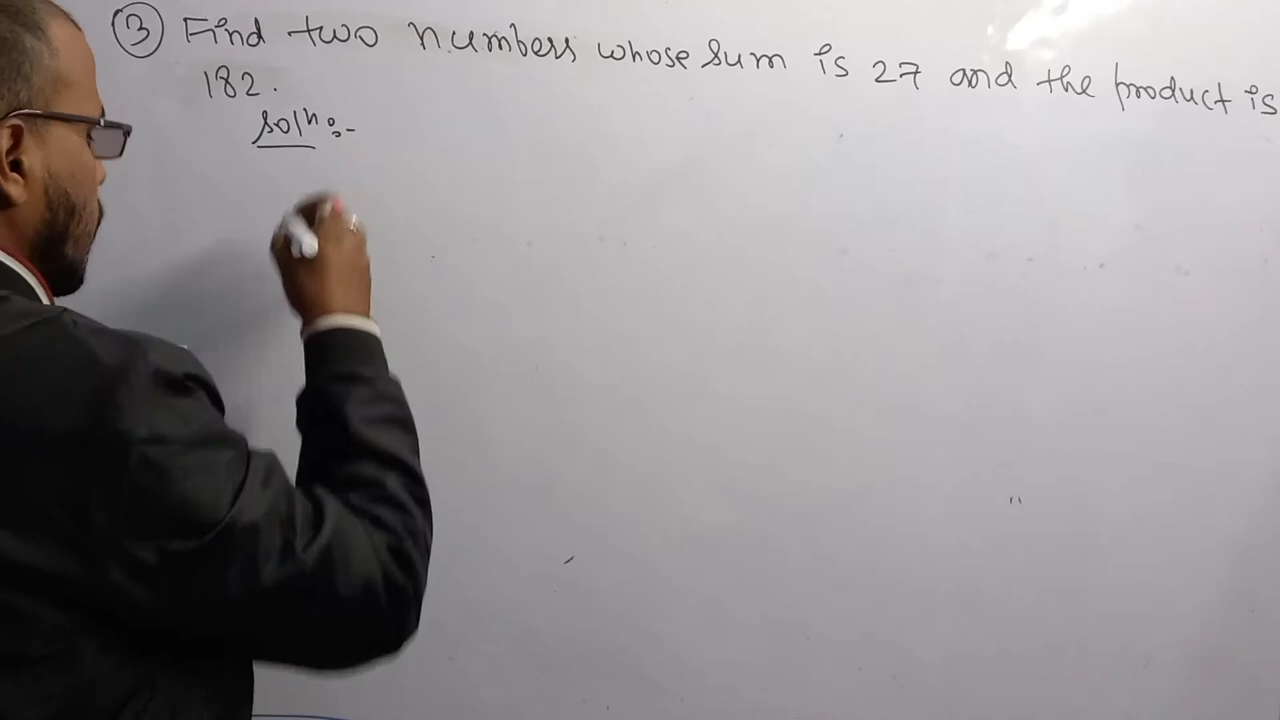 ③ Find two numbers whose sum is 27 and the product is
182.
Solⁿ:-